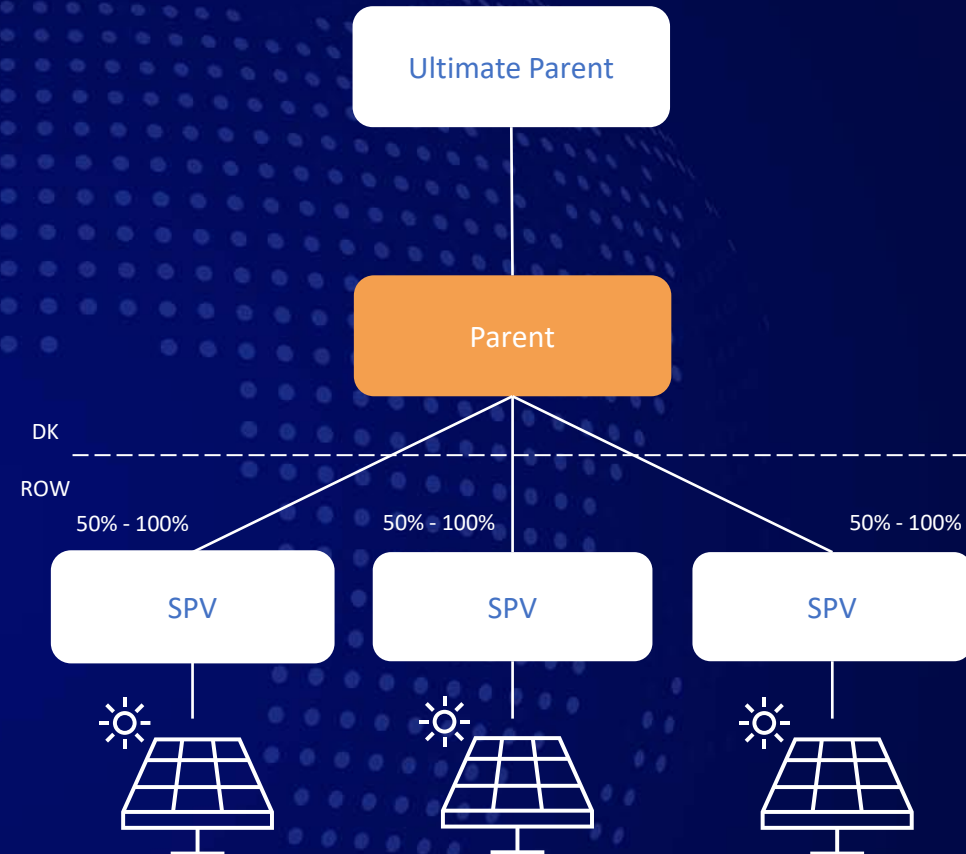 Ultimate Parent
Parent
DK
ROW
50% - 100%
50% - 100%
50% - 100%
SPV
SPV
SPV